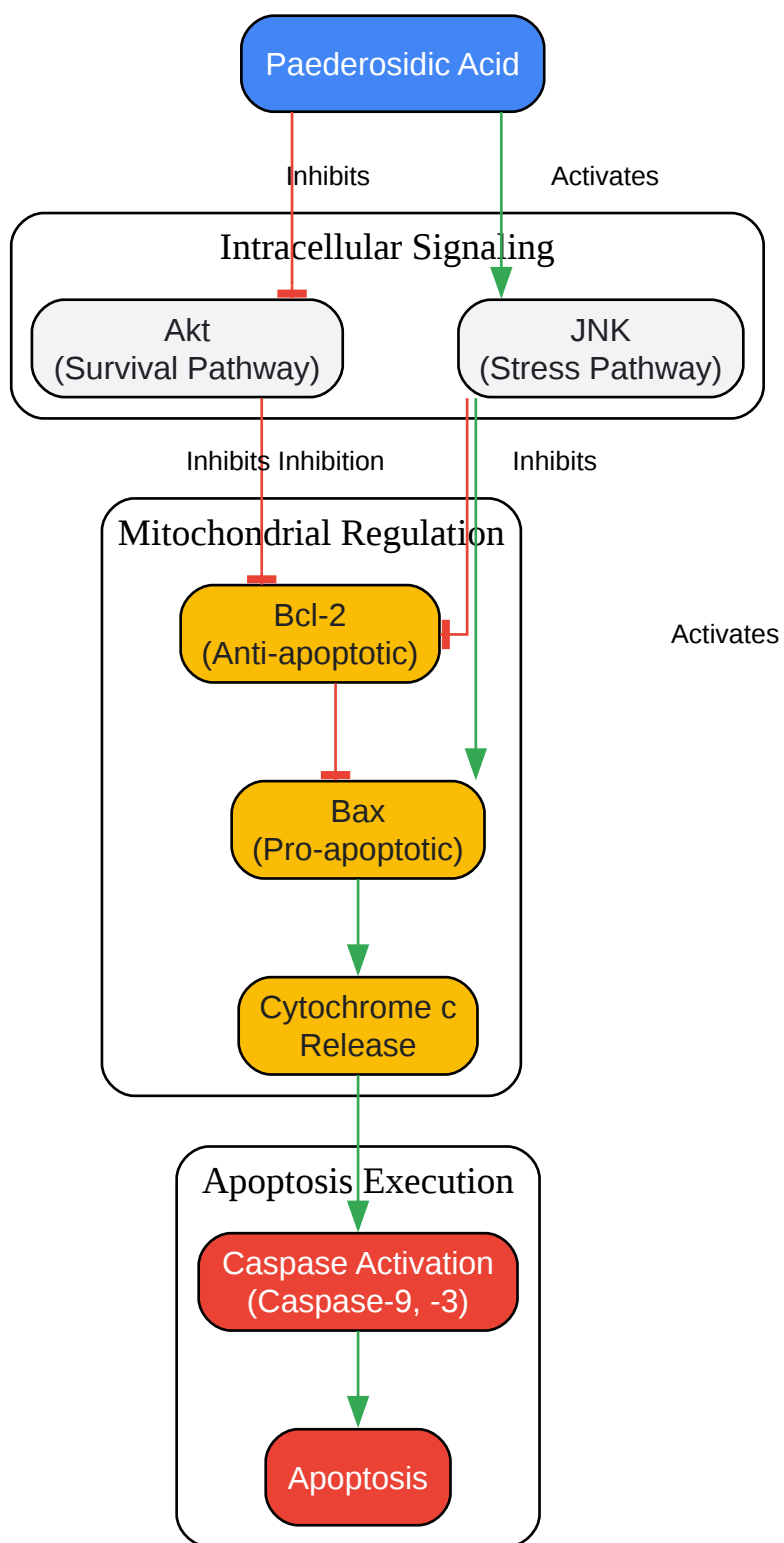 Paederosidic Acid
Inhibits
Activates
Intracellular Signaling
Akt
(Survival Pathway)
JNK
(Stress Pathway)
Inhibits Inhibition
Inhibits
Mitochondrial Regulation
Bcl-2
(Anti-apoptotic)
Activates
Bax
(Pro-apoptotic)
Cytochrome c
Release
Apoptosis Execution
Caspase Activation
(Caspase-9, -3)
Apoptosis